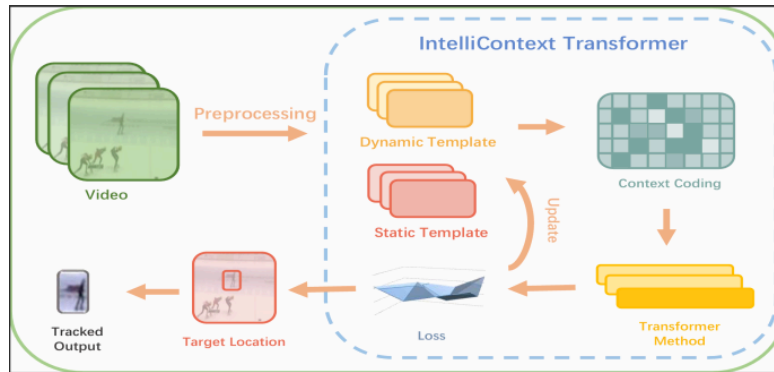 IntelliContext Transformer
Preprocessing
Video
Dynamic Template
Context Coding
Static Template
Update
Tracked
Output
Target Location
Loss
Transformer
Method